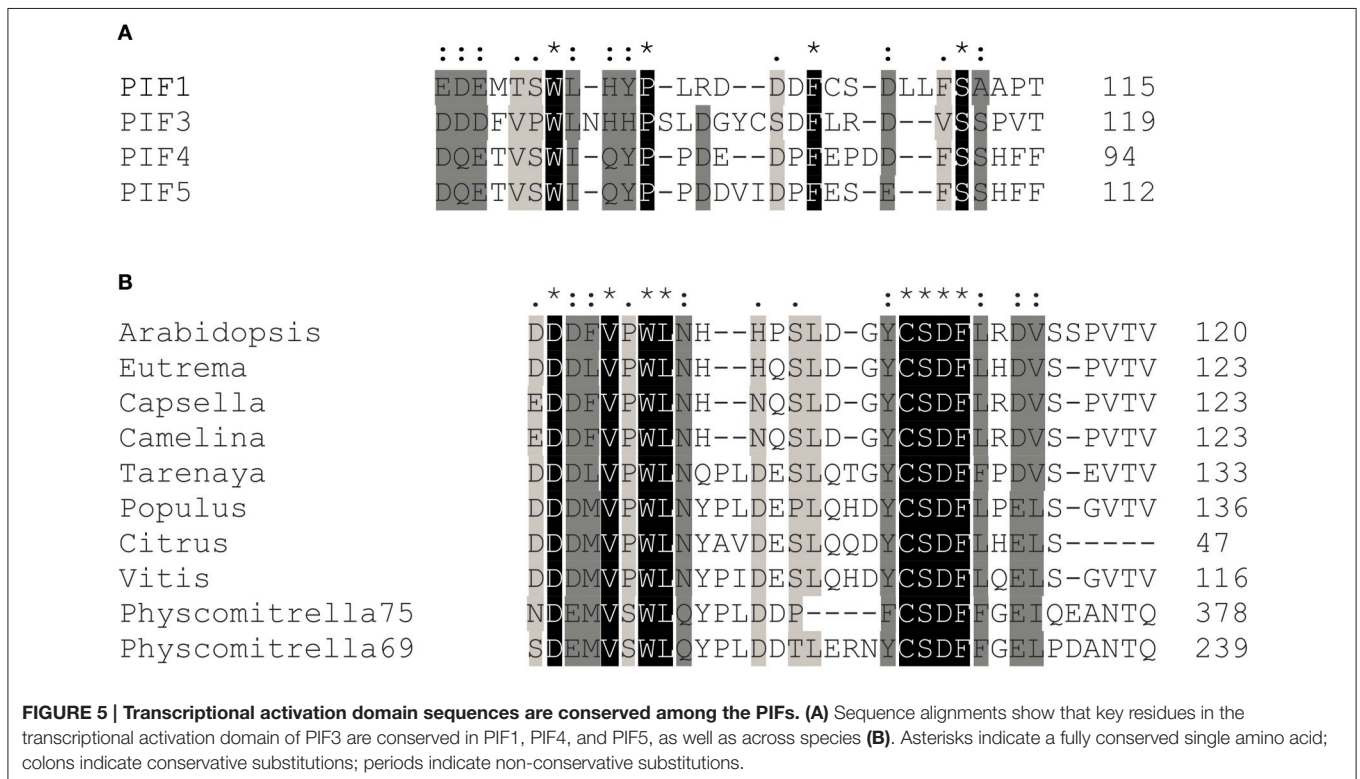 A
::: ..*: ::* . * : .*:
PIF1 EDEMTSWL-HYP-LRD--DDFCS-DLLFSAAPT 115
PIF3 DDDFVPWLNHHPSLDGYCSDFLR-D--VSSPVT 119
PIF4 DQETVSWI-QYP-PDE--DPFEPDD--FSSHFF 94
PIF5 DQETVSWI-QYP-PDDVIDPFES-E--FSSHFF 112
B
.*::*.**: . . :****: ::
Arabidopsis DDDFVPWLNH--HPSLD-GYCSDFLRDVSSPVTV 120
Eutrema DDDLVPWLNH--HQSLD-GYCSDFLHDVS-PVTV 123
Capsella EDDFVPWLNH--NQSLD-GYCSDFLRDVS-PVTV 123
Camelina EDDFVPWLNH--NQSLD-GYCSDFLRDVS-PVTV 123
Tarenaya DDDLVPWLNQPLDESLQTGYCSDFFPDVS-EVTV 133
Populus DDDMVPWLNYPLDEPLQHDYCSDFLPELS-GVTV 136
Citrus DDDMVPWLNYAVDESLQQDYCSDFLHELS----- 47
Vitis DDDMVPWLNYPIDESLQHDYCSDFLQELS-GVTV 116
Physcomitrella75 NDEMVSWLQYPLDDP----FCSDFFGEIQEANTQ 378
Physcomitrella69 SDEMVSWLQYPLDDTLERNYCSDFFGELPDANTQ 239
FIGURE 5 | Transcriptional activation domain sequences are conserved among the PIFs. (A) Sequence alignments show that key residues in the
transcriptional activation domain of PIF3 are conserved in PIF1, PIF4, and PIF5, as well as across species (B). Asterisks indicate a fully conserved single amino acid;
colons indicate conservative substitutions; periods indicate non-conservative substitutions.